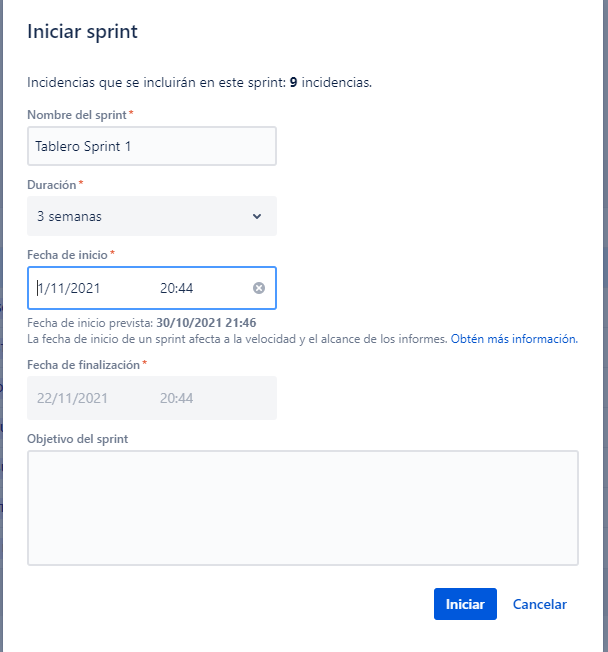 Iniciar sprint
Incidencias que se incluirán en este sprint: 9 incidencias.
Nombre del sprint*
Tablero Sprint 1
Duración*
3 semanas
Fecha de inicio*
1/11/2021 20:44
Fecha de inicio prevista: 30/10/2021 21:46
La fecha de inicio de un sprint afecta a la velocidad y el alcance de los informes. Obtén más información.
Fecha de finalización*
22/11/2021 20:44
Objetivo del sprint
Iniciar Cancelar